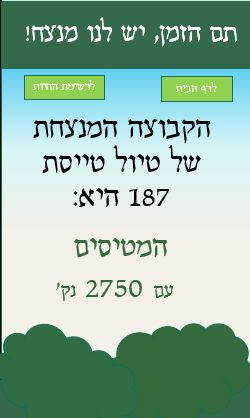 תם הזמן, יש לנו מנצח!
לדף הבית
לרשימת החיות
הקבוצה המנצחת
של טיול טייסת
187 היא:
המטיסים
עם 2750 נק'